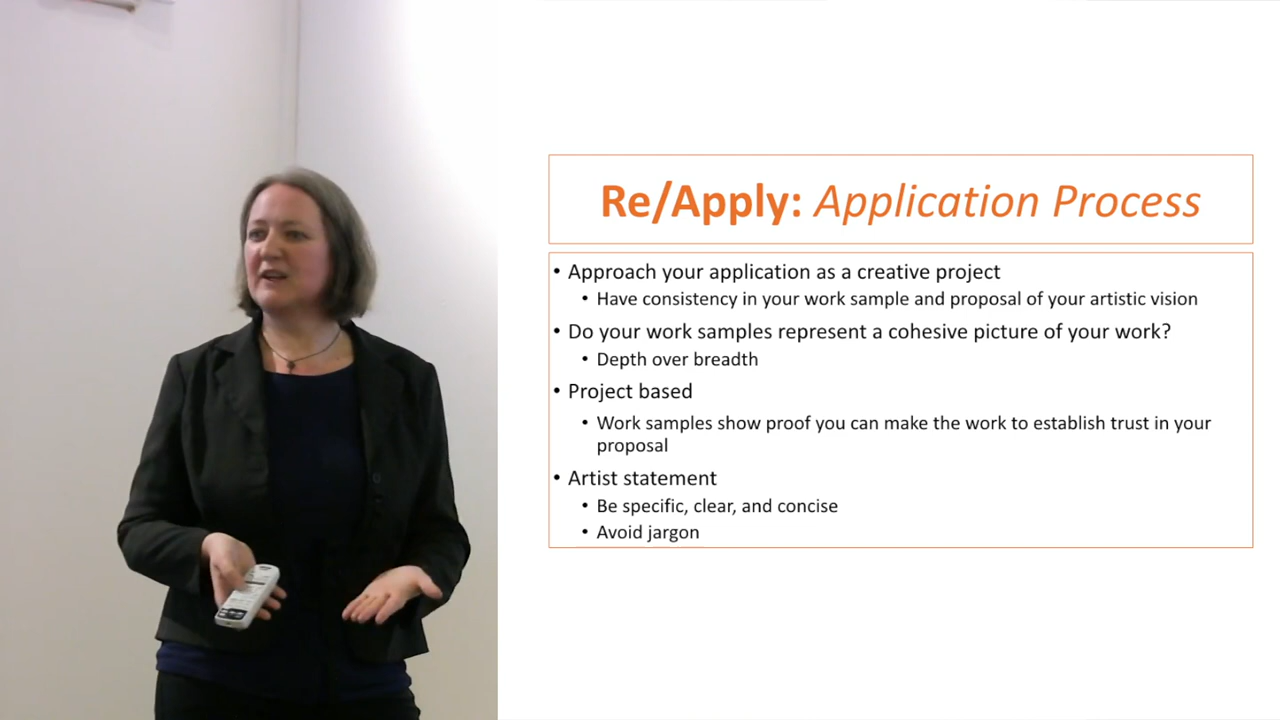 Re/Apply: Application Process
• Approach your application as a creative project
• Have consistency in your work sample and proposal of your artistic vision
• Do your work samples represent a cohesive picture of your work?
• Depth over breadth
• Project based
• Work samples show proof you can make the work to establish trust in your
proposal
• Artist statement
• Be specific, clear, and concise
• Avoid jargon